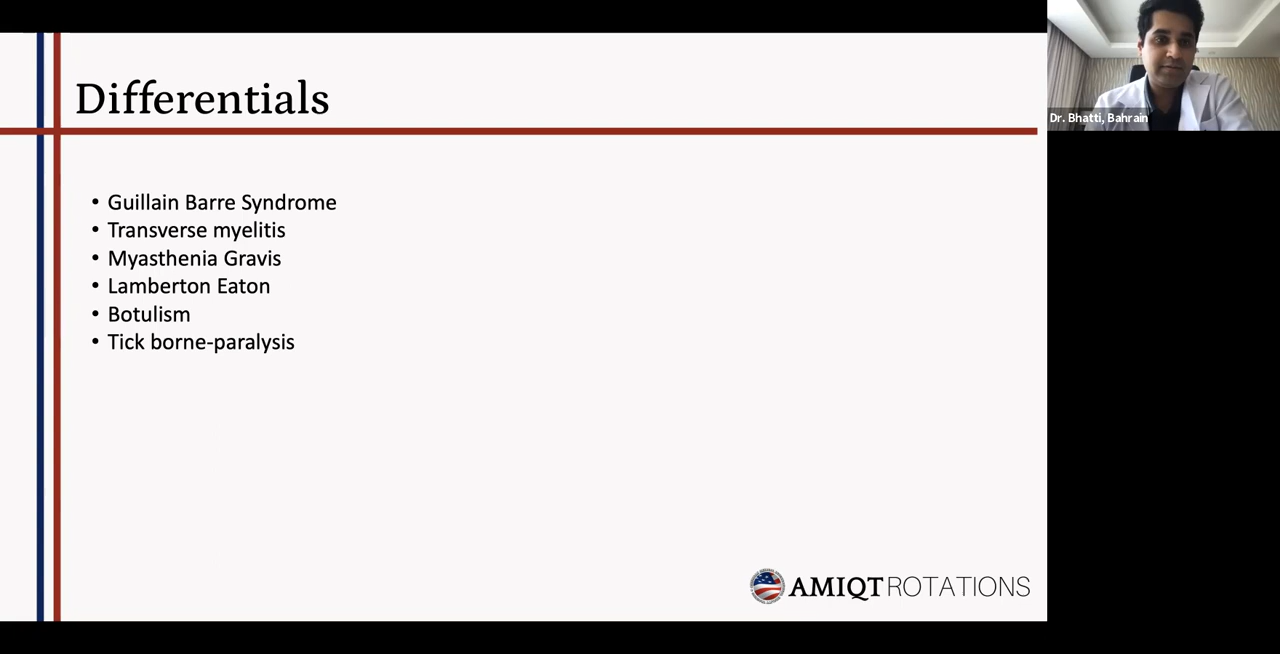 Differentials
• Guillain Barre Syndrome
• Transverse myelitis
• Myasthenia Gravis
• Lamberton Eaton
• Botulism
• Tick borne-paralysis
AMIQT ROTATIONS
Dr. Bhatti, Bahrain